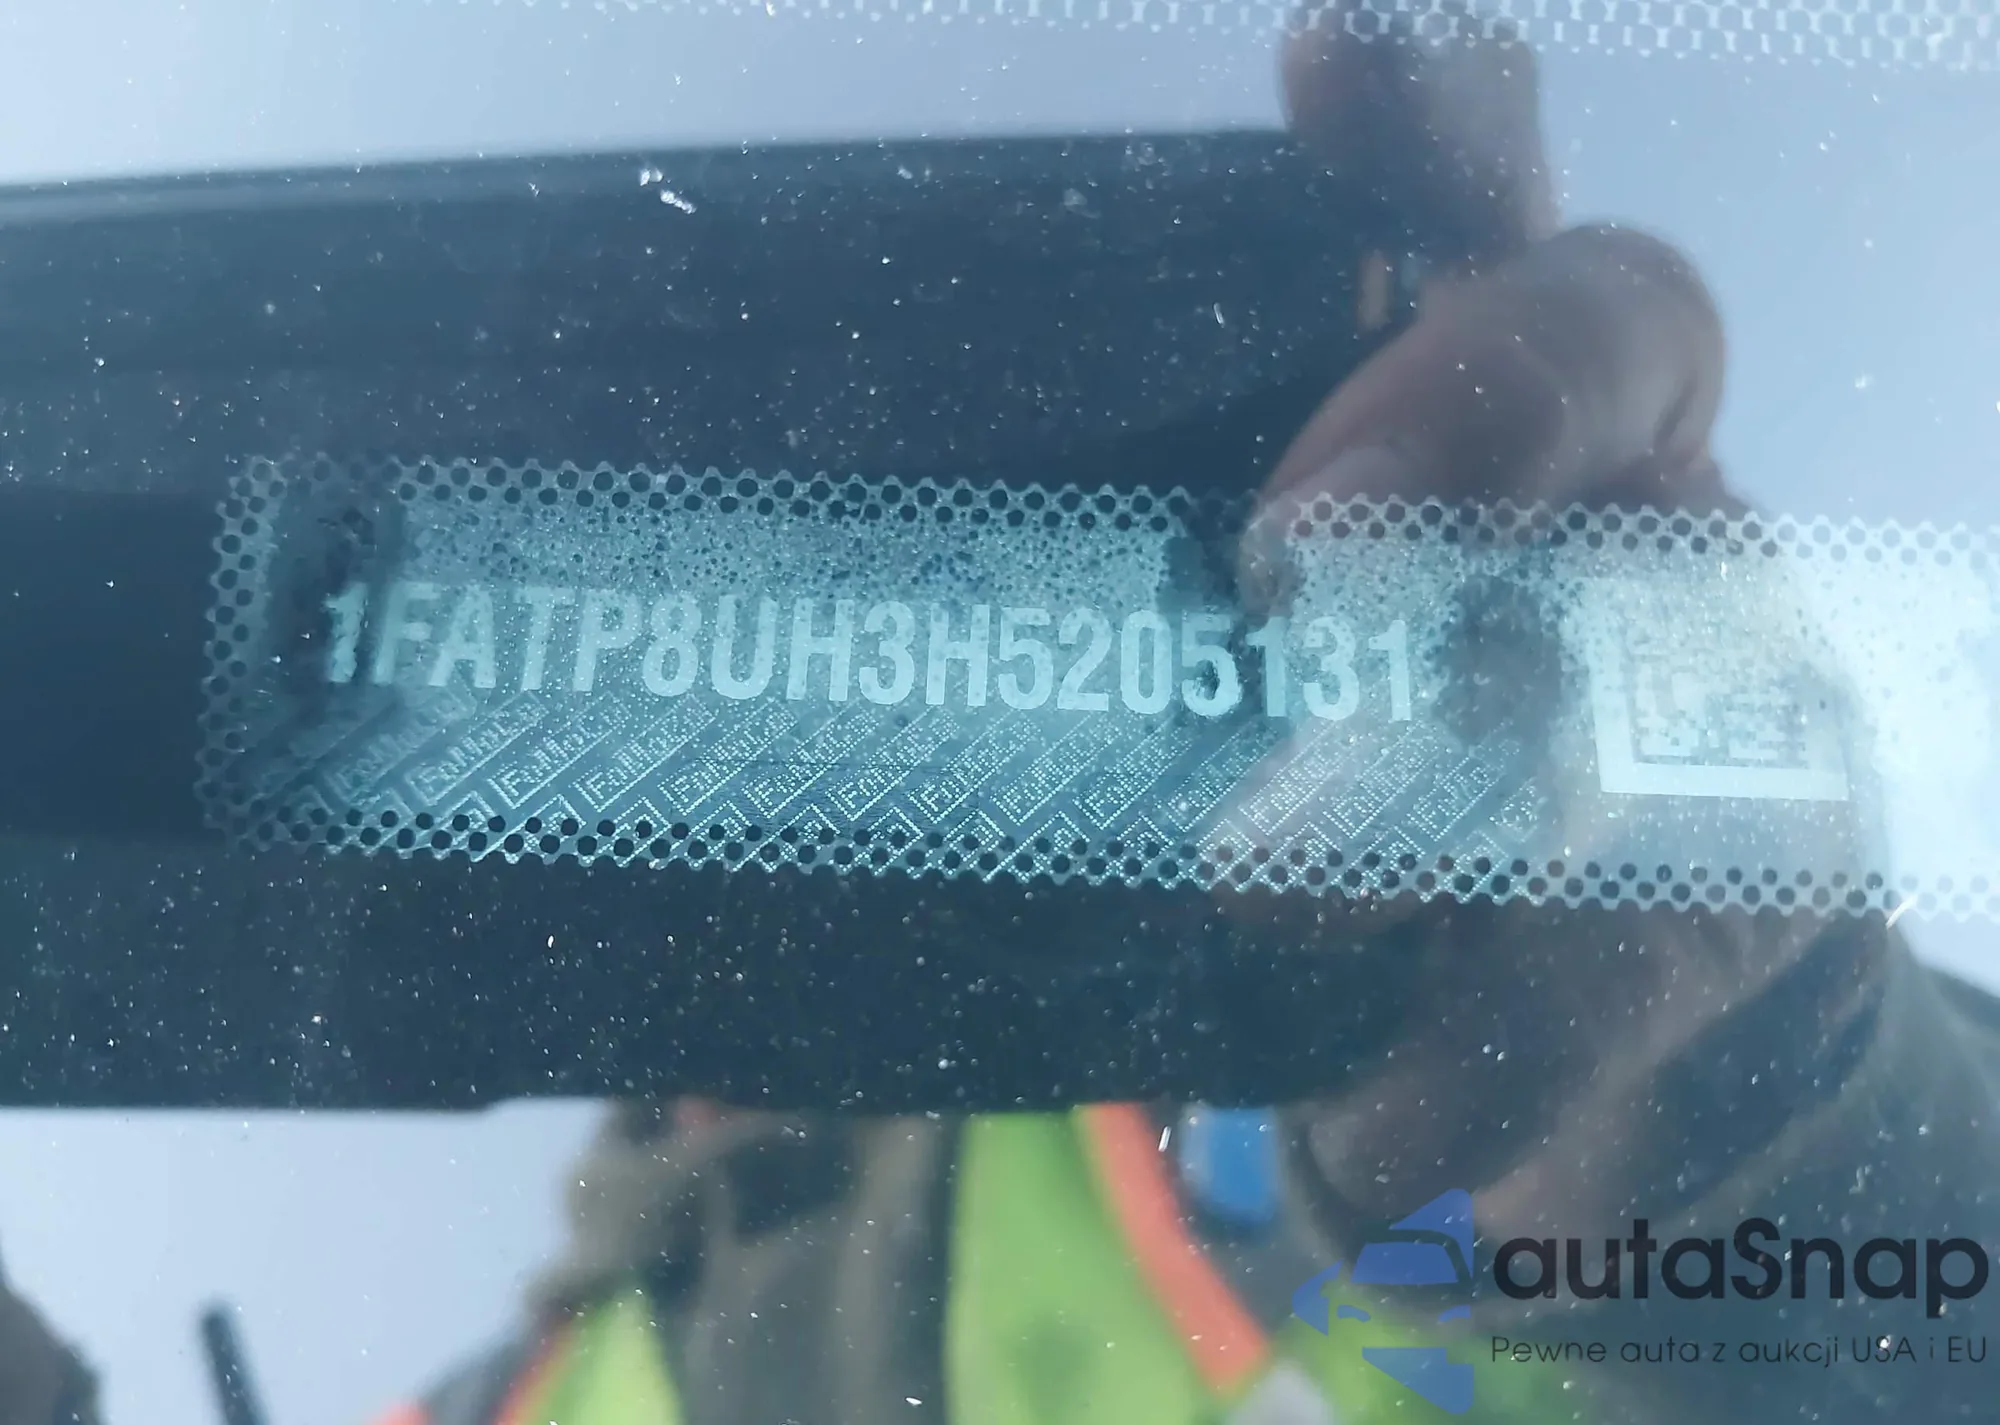 1FATP8UH3H5205131
autaSnap
Pewne auta z aukcji USA i EU